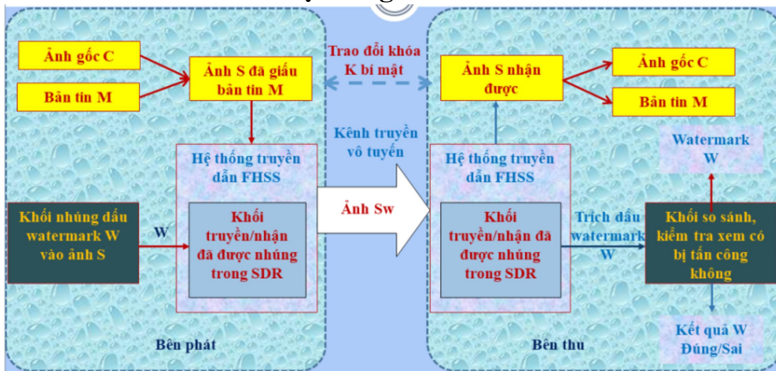 Ảnh gốc C
Bản tin M
Ảnh S đã giấu
bản tin M
Trao đổi khóa
K bí mật
Ảnh S nhận
được
Ảnh gốc C
Bản tin M
Kênh truyền
vô tuyến
Hệ thống truyền
dẫn FHSS
Hệ thống truyền
dẫn FHSS
Watermark
W
Khối nhúng dấu
watermark W
vào ảnh S
W
Khối
truyền/nhận
đã được nhúng
trong SDR
Ảnh Sw
Khối
truyền/nhận đã
được nhúng
trong SDR
Trích dấu
watermark
W
Khối so sánh,
kiểm tra xem có
bị tấn công
không
Bên phát
Bên thu
Kết quả W
Đúng/Sai